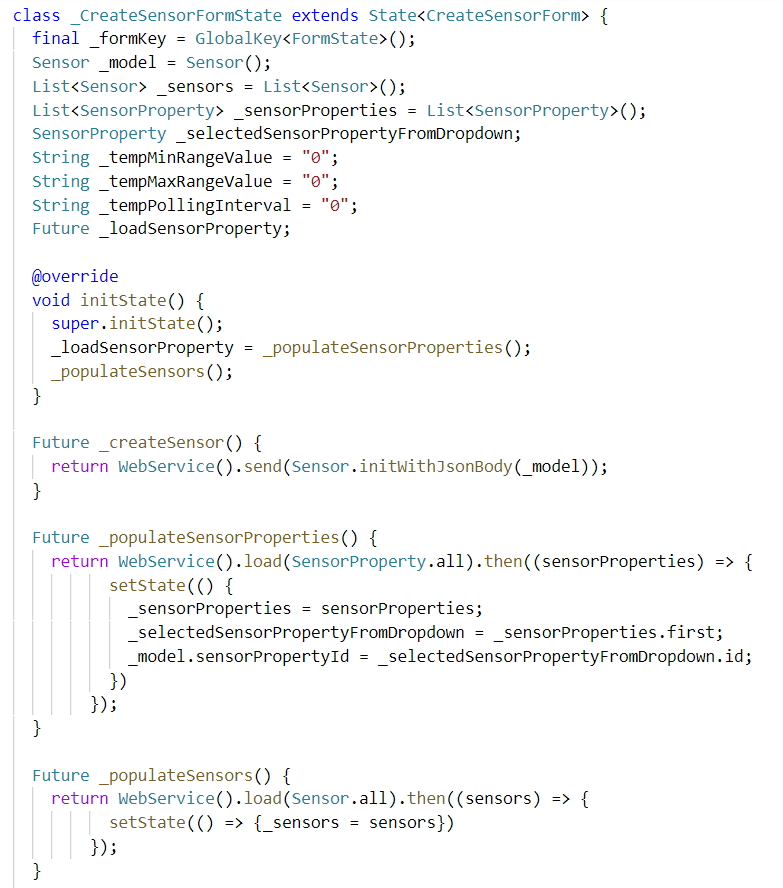 class _CreateSensorFormState extends State<CreateSensorForm> {
  final _formKey = GlobalKey<FormState>();
  Sensor _model = Sensor();
  List<Sensor> _sensors = List<Sensor>();
  List<SensorProperty> _sensorProperties = List<SensorProperty>();
  SensorProperty _selectedSensorPropertyFromDropdown;
  String _tempMinRangeValue = "0";
  String _tempMaxRangeValue = "0";
  String _tempPollingInterval = "0";
  Future _loadSensorProperty;

  @override
  void initState() {
    super.initState();
    _loadSensorProperty = _populateSensorProperties();
    _populateSensors();
  }

  Future _createSensor() {
    return WebService().send(Sensor.initWithJsonBody(_model));
  }

  Future _populateSensorProperties() {
    return WebService().load(SensorProperty.all).then((sensorProperties) => {
          setState(() {
            _sensorProperties = sensorProperties;
            _selectedSensorPropertyFromDropdown = _sensorProperties.first;
            _model.sensorPropertyId = _selectedSensorPropertyFromDropdown.id;
          })
        });
  }

  Future _populateSensors() {
    return WebService().load(Sensor.all).then((sensors) => {
          setState(() => {_sensors = sensors})
        });
  }